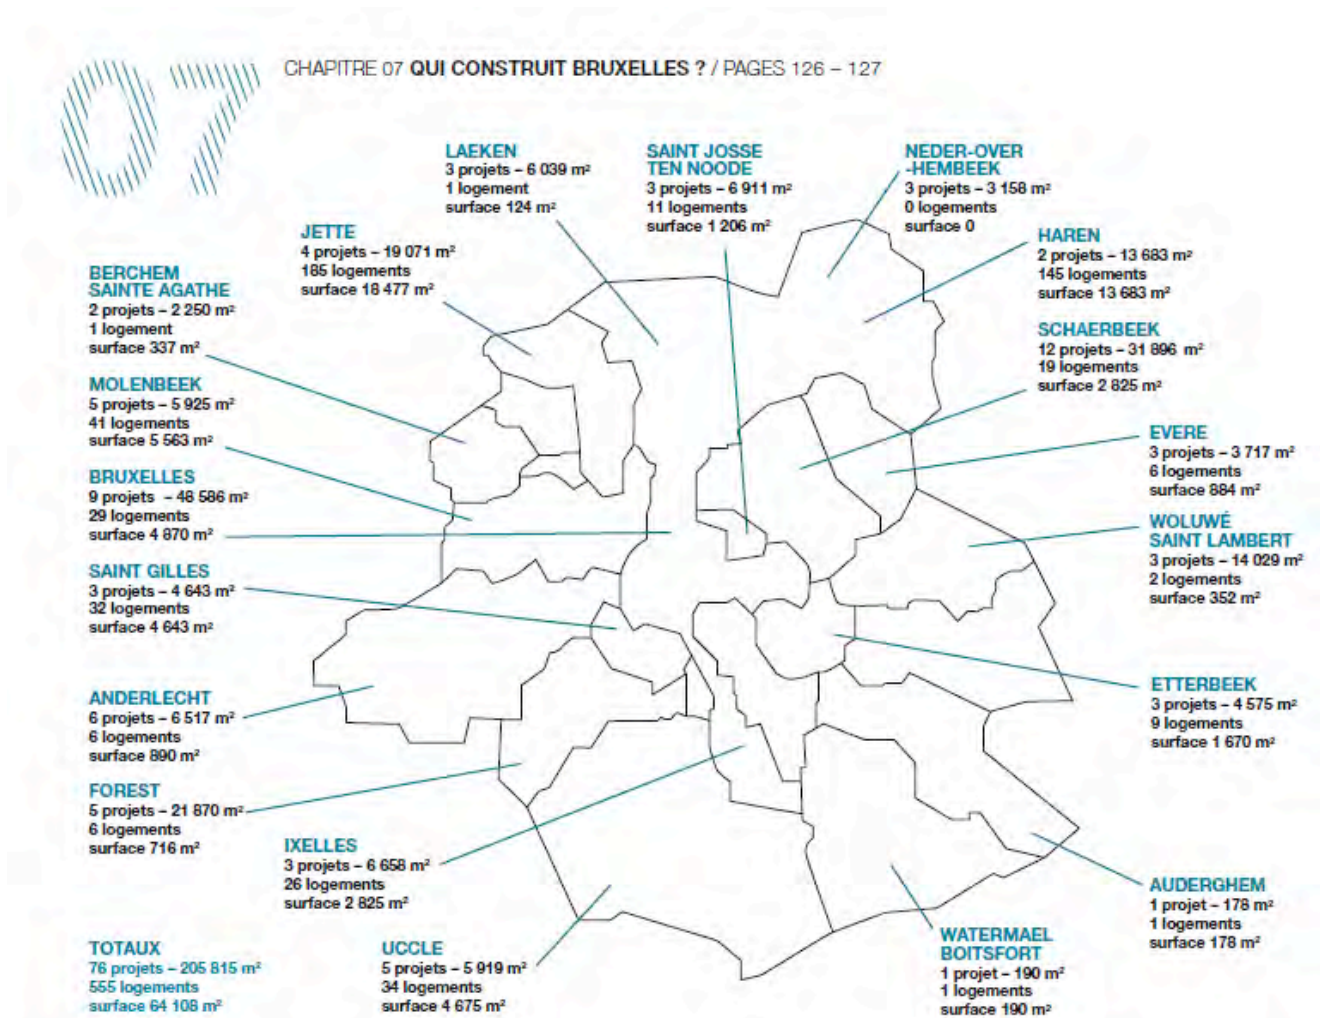 07
CHAPITRE 07 QUI CONSTRUIT BRUXELLES ? / PAGES 126 – 127
LAEKEN
3 projets – 6 039 m²
1 logement
surface 124 m²
SAINT JOSSE
TEN NOODE
3 projets – 6 911 m²
11 logements
surface 1 206 m²
NEDER-OVER
-HEMBEEK
3 projets – 3 158 m²
0 logements
surface 0
JETTE
4 projets – 19 071 m²
185 logements
surface 18 477 m²
HAREN
2 projets – 13 683 m²
145 logements
surface 13 683 m²
BERCHEM
SAINTE AGATHE
2 projets – 2 250 m²
1 logement
surface 337 m²
SCHAERBEEK
12 projets – 31 896 m²
19 logements
surface 2 825 m²
MOLENBEEK
5 projets – 5 925 m²
41 logements
surface 5 563 m²
EVERE
3 projets – 3 717 m²
6 logements
surface 884 m²
BRUXELLES
9 projets – 48 586 m²
29 logements
surface 4 870 m²
WOLUWÉ
SAINT LAMBERT
3 projets – 14 029 m²
2 logements
surface 352 m²
SAINT GILLES
3 projets – 4 643 m²
32 logements
surface 4 643 m²
ANDERLECHT
6 projets – 6 517 m²
6 logements
surface 890 m²
ETTERBEEK
3 projets – 4 575 m²
9 logements
surface 1 670 m²
FOREST
5 projets – 21 870 m²
6 logements
surface 716 m²
IXELLES
3 projets – 6 658 m²
26 logements
surface 2 825 m²
AUDERGHEM
1 projet – 178 m²
1 logements
surface 178 m²
TOTAUX
76 projets – 205 815 m²
555 logements
surface 64 108 m²
UCCLE
5 projets – 5 919 m²
34 logements
surface 4 675 m²
WATERMAEL
BOITSFORT
1 projet – 190 m²
1 logements
surface 190 m²